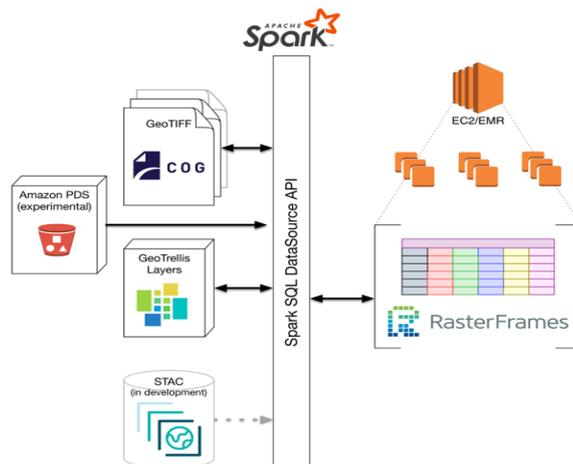 APACHE
Spark
GeoTIFF
COG
Amazon PDS
(experimental)
GeoTrellis
Layers
STAC
(in development)
Spark SQL DataSource API
EC2/EMR
RasterFrames